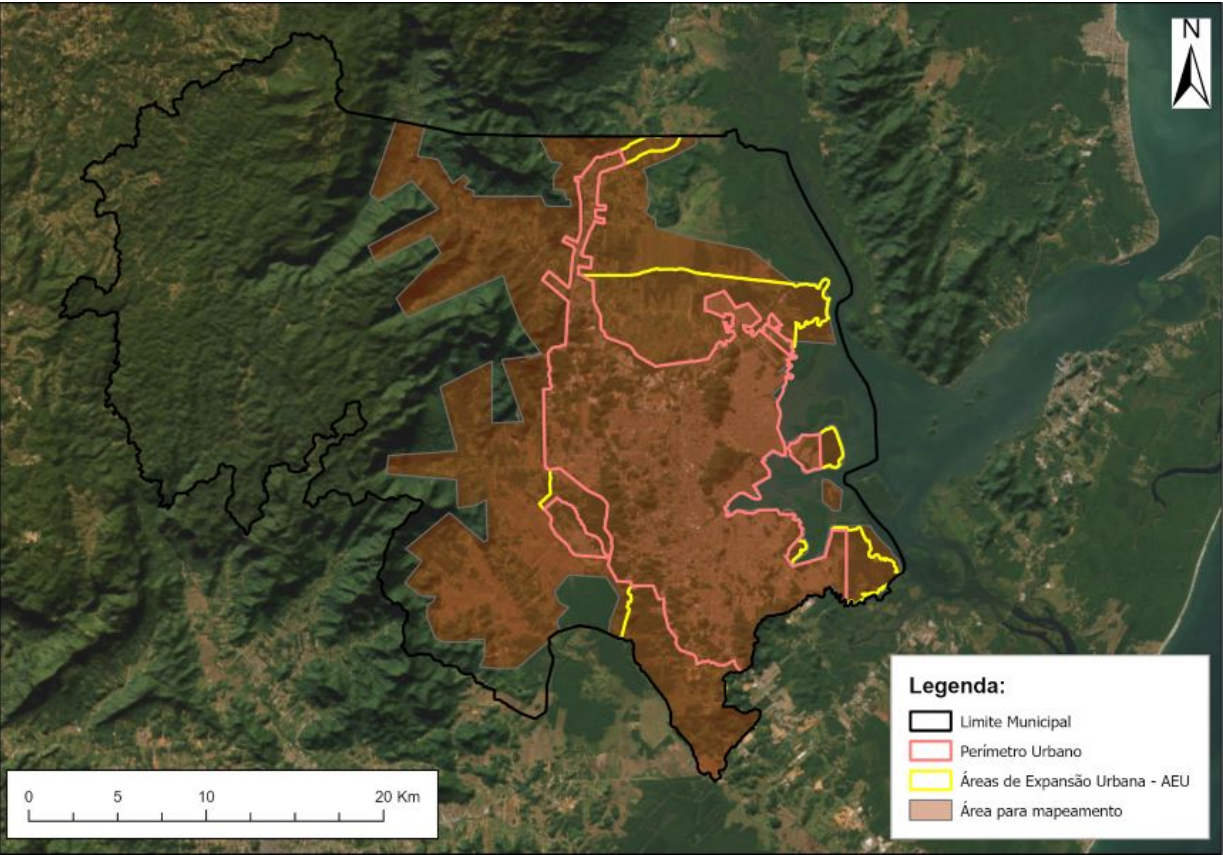 N
Legenda:
Limite Municipal
Perímetro Urbano
Áreas de Expansão Urbana - AEU
Área para mapeamento
0 5 10 20 Km